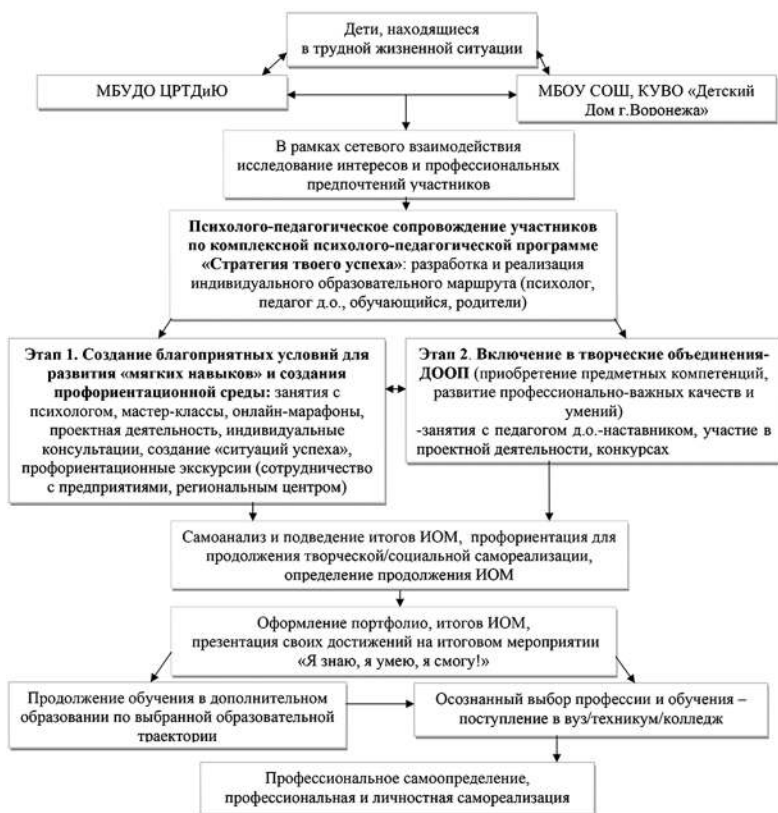 Дети, находящиеся
в трудной жизненной ситуации
МБУДО ЦРТДиЮ
МБОУ СОШ, КУВО «Детский
Дом г.Воронежа»
В рамках сетевого взаимодействия
исследование интересов и профессиональных
предпочтений участников
Психолого-педагогическое сопровождение участников
по комплексной психолого-педагогической программе
«Стратегия твоего успеха»: разработка и реализация
индивидуального образовательного маршрута (психолог,
педагог д.о., обучающийся, родители)
Этап 1. Создание благоприятных условий для
развития «мягких навыков» и создания
профориентационной среды: занятия с
психологом, мастер-классы, онлайн-марафоны,
проектная деятельность, индивидуальные
консультации, создание «ситуаций успеха»,
профориентационные экскурсии (сотрудничество
с предприятиями, региональным центром)
Этап 2. Включение в творческие объединения-
ДООП (приобретение предметных компетенций,
развитие профессионально-важных качеств и
умений)
-занятия с педагогом д.о.-наставником, участие в
проектной деятельности, конкурсах
Самоанализ и подведение итогов ИОМ, профориентация для
продолжения творческой/социальной самореализации,
определение продолжения ИОМ
Оформление портфолио, итогов ИОМ,
презентация своих достижений на итоговом мероприятии
«Я знаю, я умею, я смогу!»
Продолжение обучения в дополнительном
образовании по выбранной образовательной
траектории
Осознанный выбор профессии и обучения –
поступление в вуз/техникум/колледж
Профессиональное самоопределение,
профессиональная и личностная самореализация